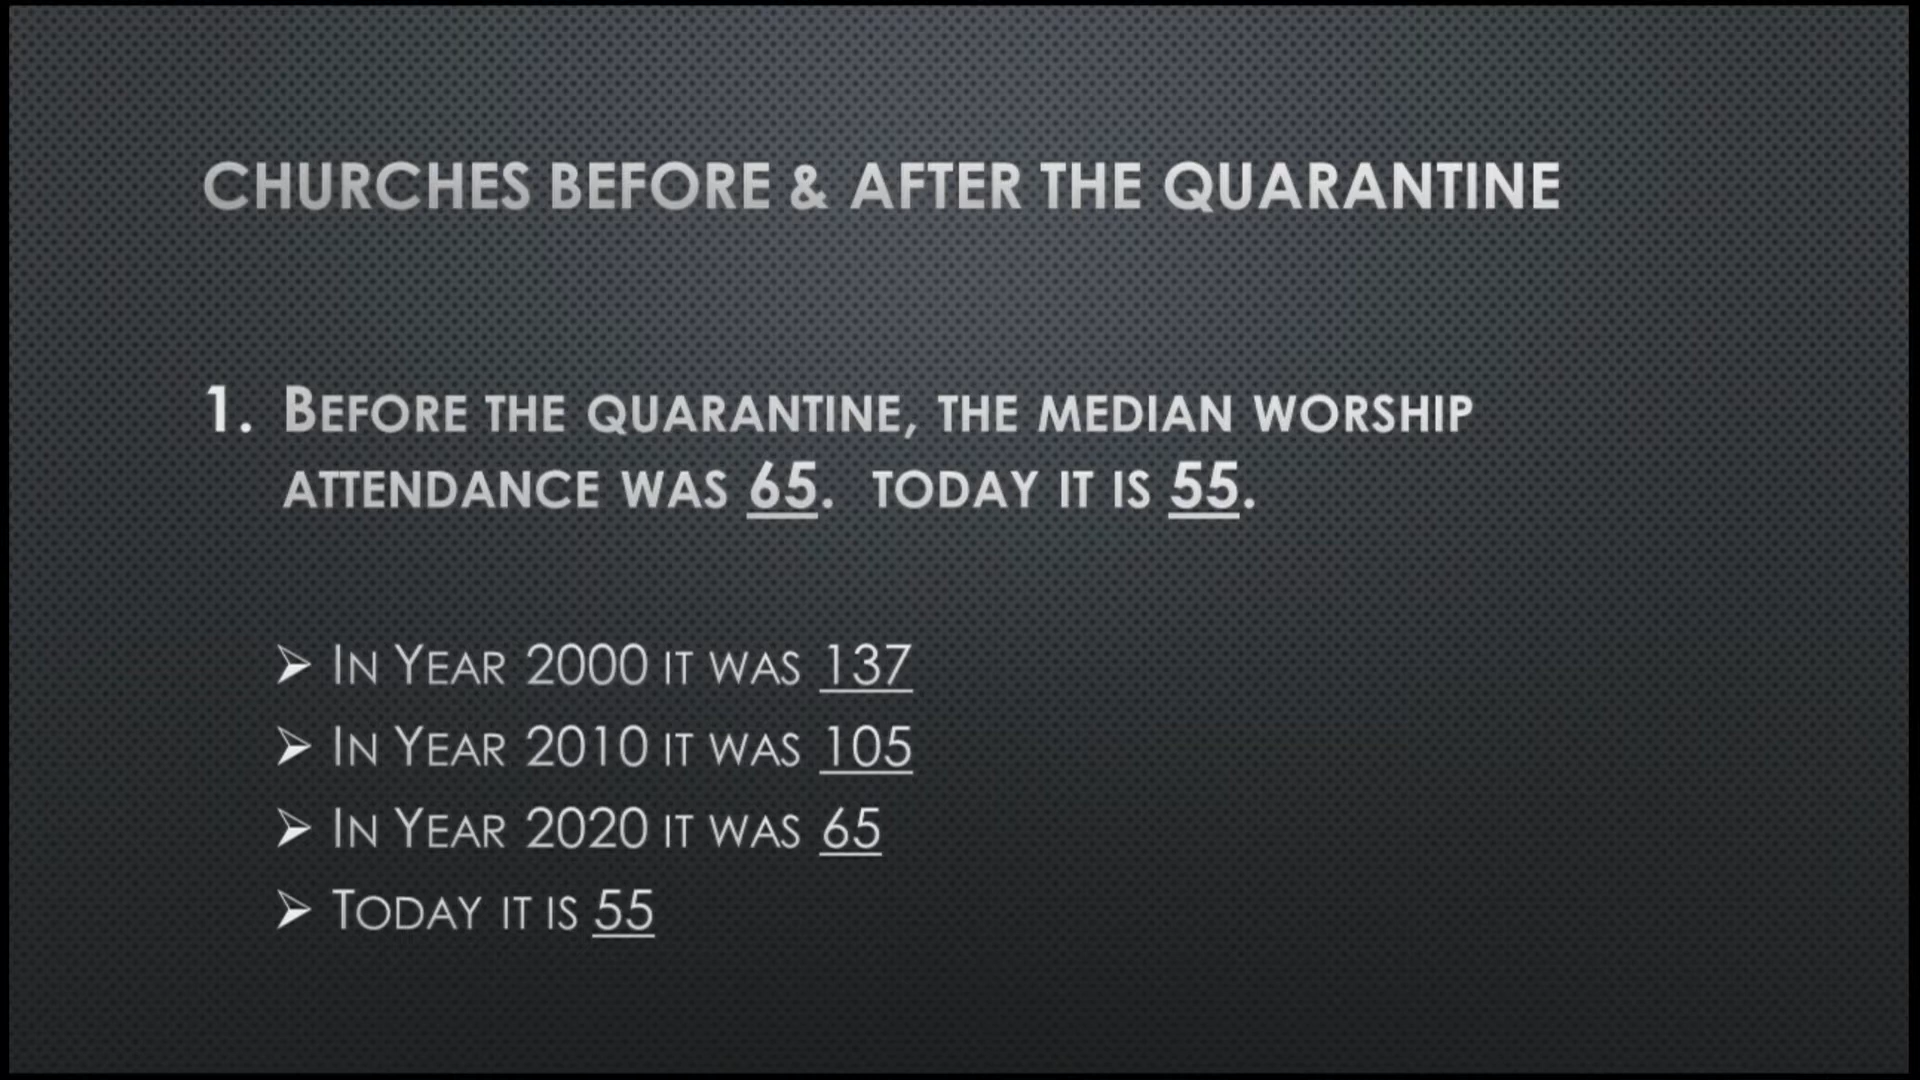 CHURCHES BEFORE & AFTER THE QUARANTINE
1. BEFORE THE QUARANTINE, THE MEDIAN WORSHIP
ATTENDANCE WAS 65. TODAY IT IS 55.
➢ IN YEAR 2000 IT WAS 137
➢ IN YEAR 2010 IT WAS 105
➢ IN YEAR 2020 IT WAS 65
➢ TODAY IT IS 55